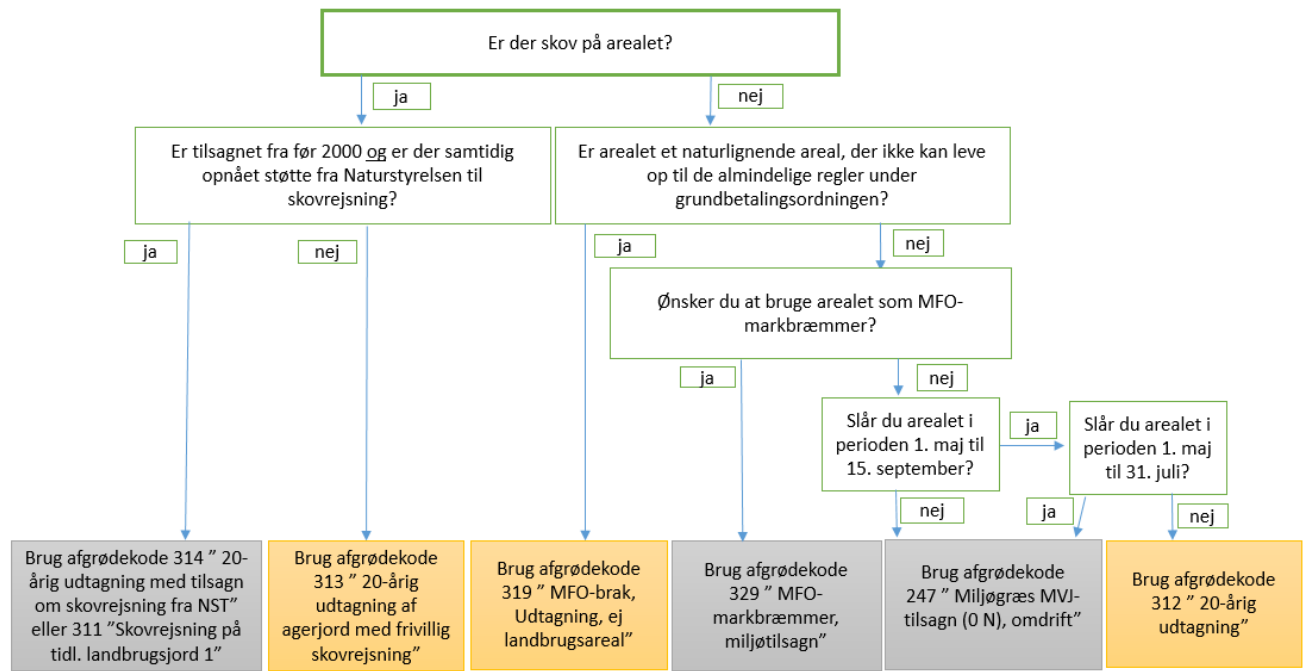 Er der skov på arealet?
ja
nej
Er tilsagnet fra før 2000 og er der samtidig
opnået støtte fra Naturstyrelsen til
skovrejsning?
Er arealet et naturlignende areal, der ikke kan leve
op til de almindelige regler under
grundbetalingsordningen?
ja
nej
ja
nej
Ønsker du at bruge arealet som MFO-
markbræmmer?
ja
nej
Slår du arealet i
perioden 1. maj til
15. september?
ja
Slår du arealet i
perioden 1. maj
til 31. juli?
nej
ja
nej
Brug afgrødekode 314 ” 20-
årig udtagning med tilsagn
om skovrejsning fra NST”
eller 311 ”Skovrejsning på
tidl. landbrugsjord 1”
Brug afgrødekode
313 ” 20-årig
udtagning af
agerjord med frivillig
skovrejsning”
Brug afgrødekode
319 ” MFO-brak,
Udtagning, ej
landbrugsareal”
Brug afgrødekode
329 ” MFO-
markbræmmer,
miljøtilsagn”
Brug afgrødekode
247 ” Miljøgræs MVJ-
tilsagn (0 N), omdrift”
Brug afgrødekode
312 ” 20-årig
udtagning”